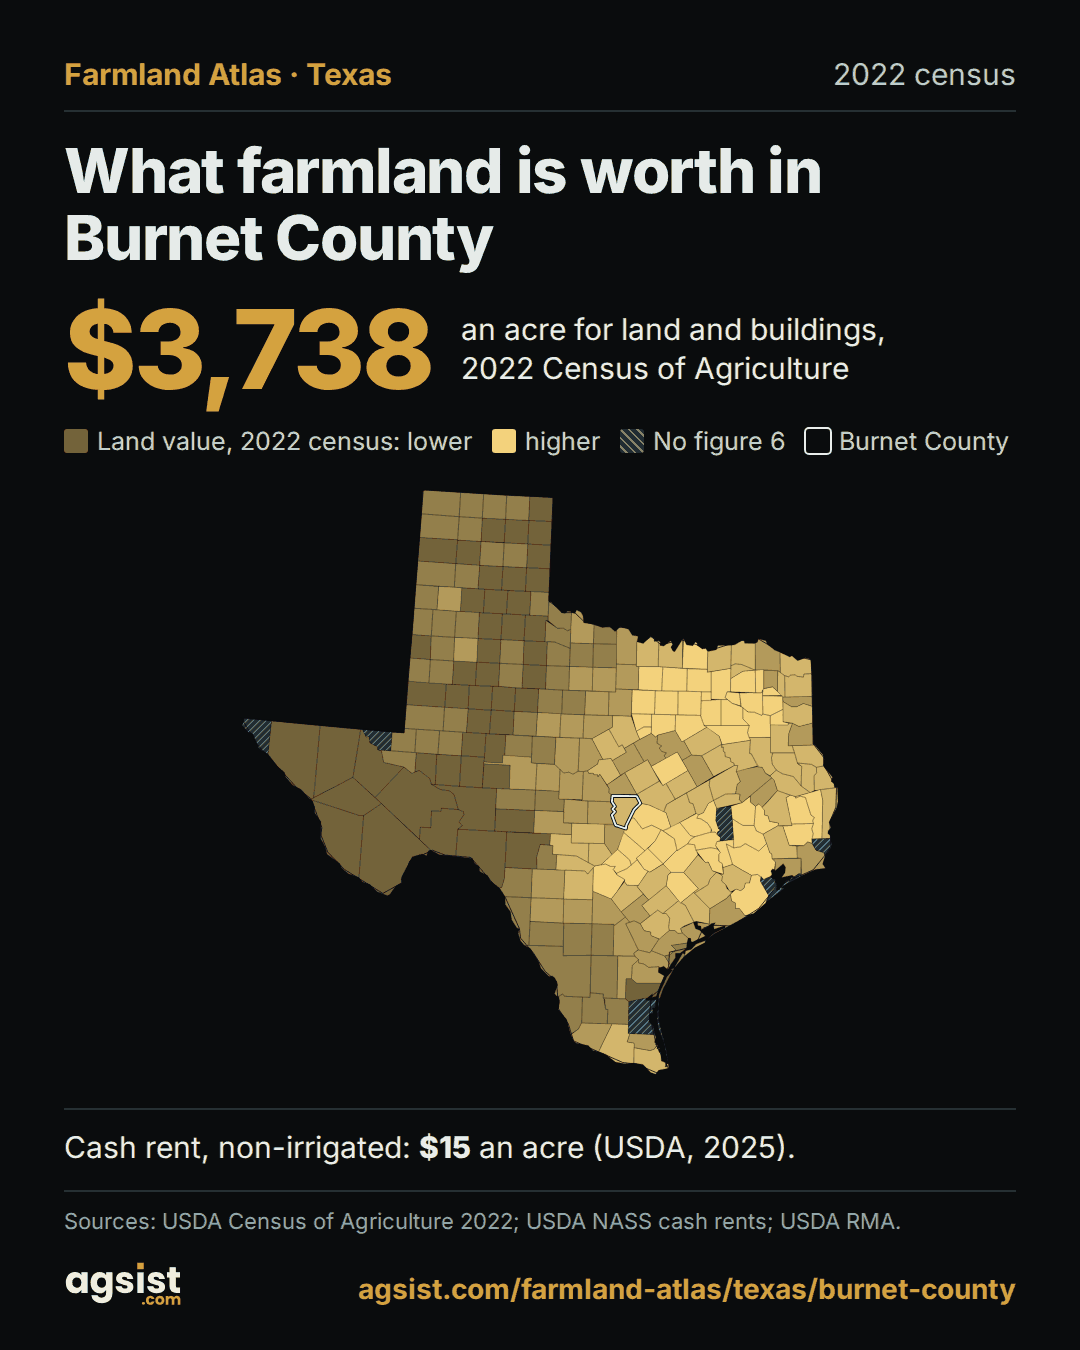 Farmland Atlas · Texas
2022 census
What farmland is worth in
Burnet County
$3,738
an acre for land and buildings,
2022 Census of Agriculture
Land value, 2022 census: lower
higher
No figure 6
Burnet County
Cash rent, non-irrigated: $15 an acre (USDA, 2025).
Sources: USDA Census of Agriculture 2022; USDA NASS cash rents; USDA RMA.
agsist
.com
agsist.com/farmland-atlas/texas/burnet-county